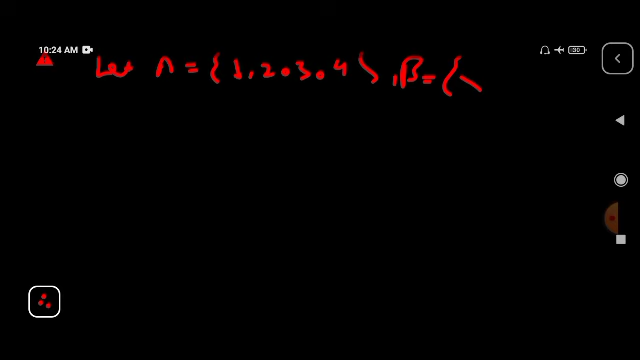 10:24 AM
Let A = {1, 2, 3, 4}, B = {